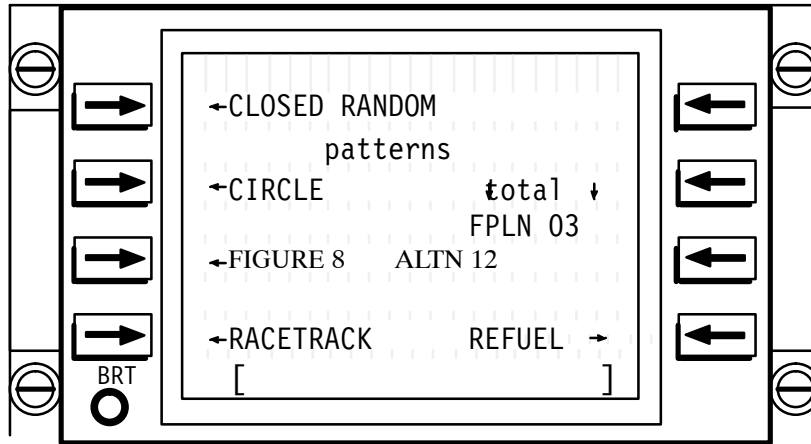 ←CLOSED RANDOM
patterns
←CIRCLE total ↓
FPLN 03
←FIGURE 8 ALTN 12
←RACETRACK REFUEL →
[ ]
BRT